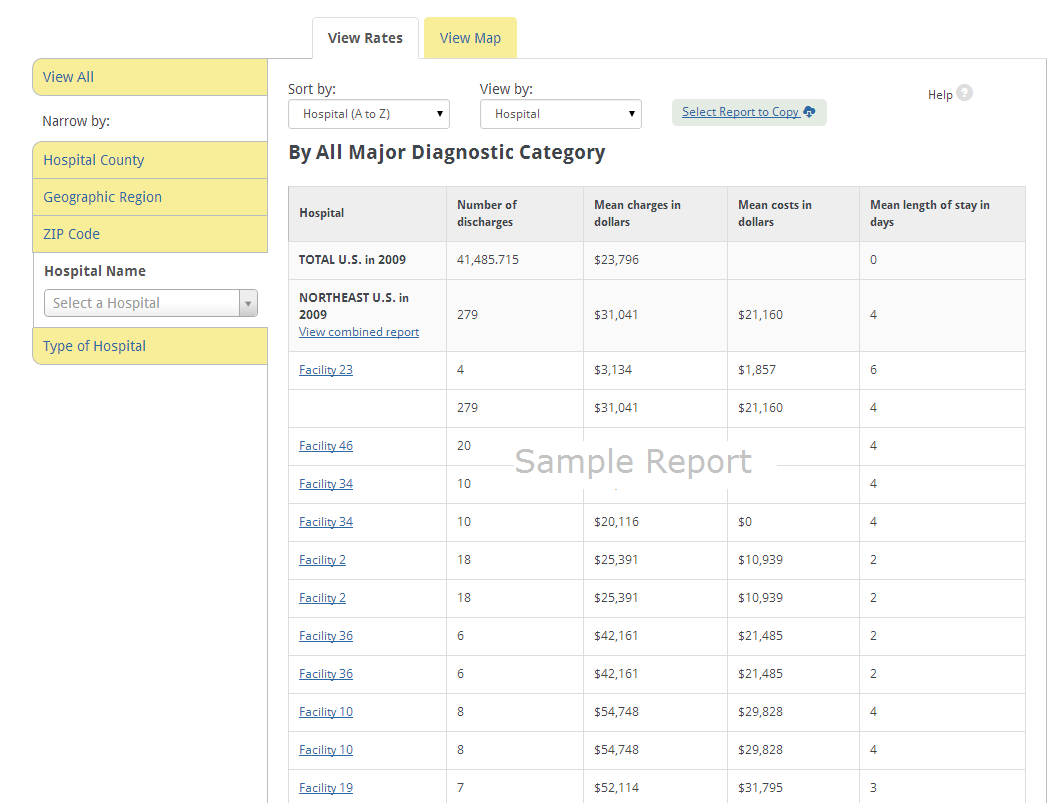 View Rates
View Map
View All
Narrow by:
Hospital County
Geographic Region
ZIP Code
Hospital Name
Select a Hospital
Type of Hospital
Sort by:
View by:
Hospital (A to Z)
Hospital
Select Report to Copy
Help ?
By All Major Diagnostic Category
Hospital Number of discharges Mean charges in dollars Mean costs in dollars Mean length of stay in days
TOTAL U.S. in 2009 41,485.715 $23,796 0
NORTHEAST U.S. in 2009 279 $31,041 $21,160 4
View combined report
Facility 23 4 $3,134 $1,857 6
279 $31,041 $21,160 4
Facility 46 20 4
Sample Report
Facility 34 10 4
Facility 34 10 $20,116 $0 4
Facility 2 18 $25,391 $10,939 2
Facility 2 18 $25,391 $10,939 2
Facility 36 6 $42,161 $21,485 2
Facility 36 6 $42,161 $21,485 2
Facility 10 8 $54,748 $29,828 4
Facility 10 8 $54,748 $29,828 4
Facility 19 7 $52,114 $31,795 3